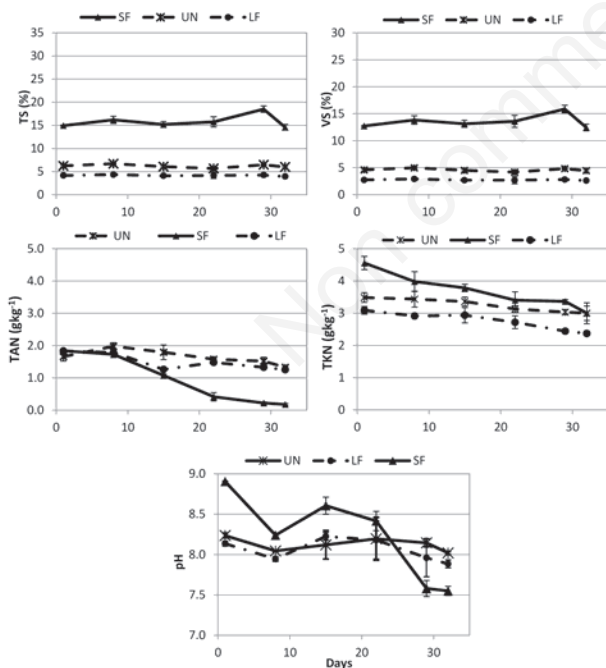 SF UN LF
35
30
25
20
15
10
5
0
TS (%)
0 10 20 30
SF UN LF
35
30
25
20
15
10
5
0
VS (%)
0 10 20 30
UN SF LF
5.0
4.0
3.0
2.0
1.0
0.0
TAN (gkg-1)
0 10 20 30
UN SF LF
5
4
3
2
1
0
TKN (gkg-1)
0 10 20 30
UN LF SF
9.0
8.5
8.0
7.5
7.0
pH
0 10 20 30
Days
Non comme